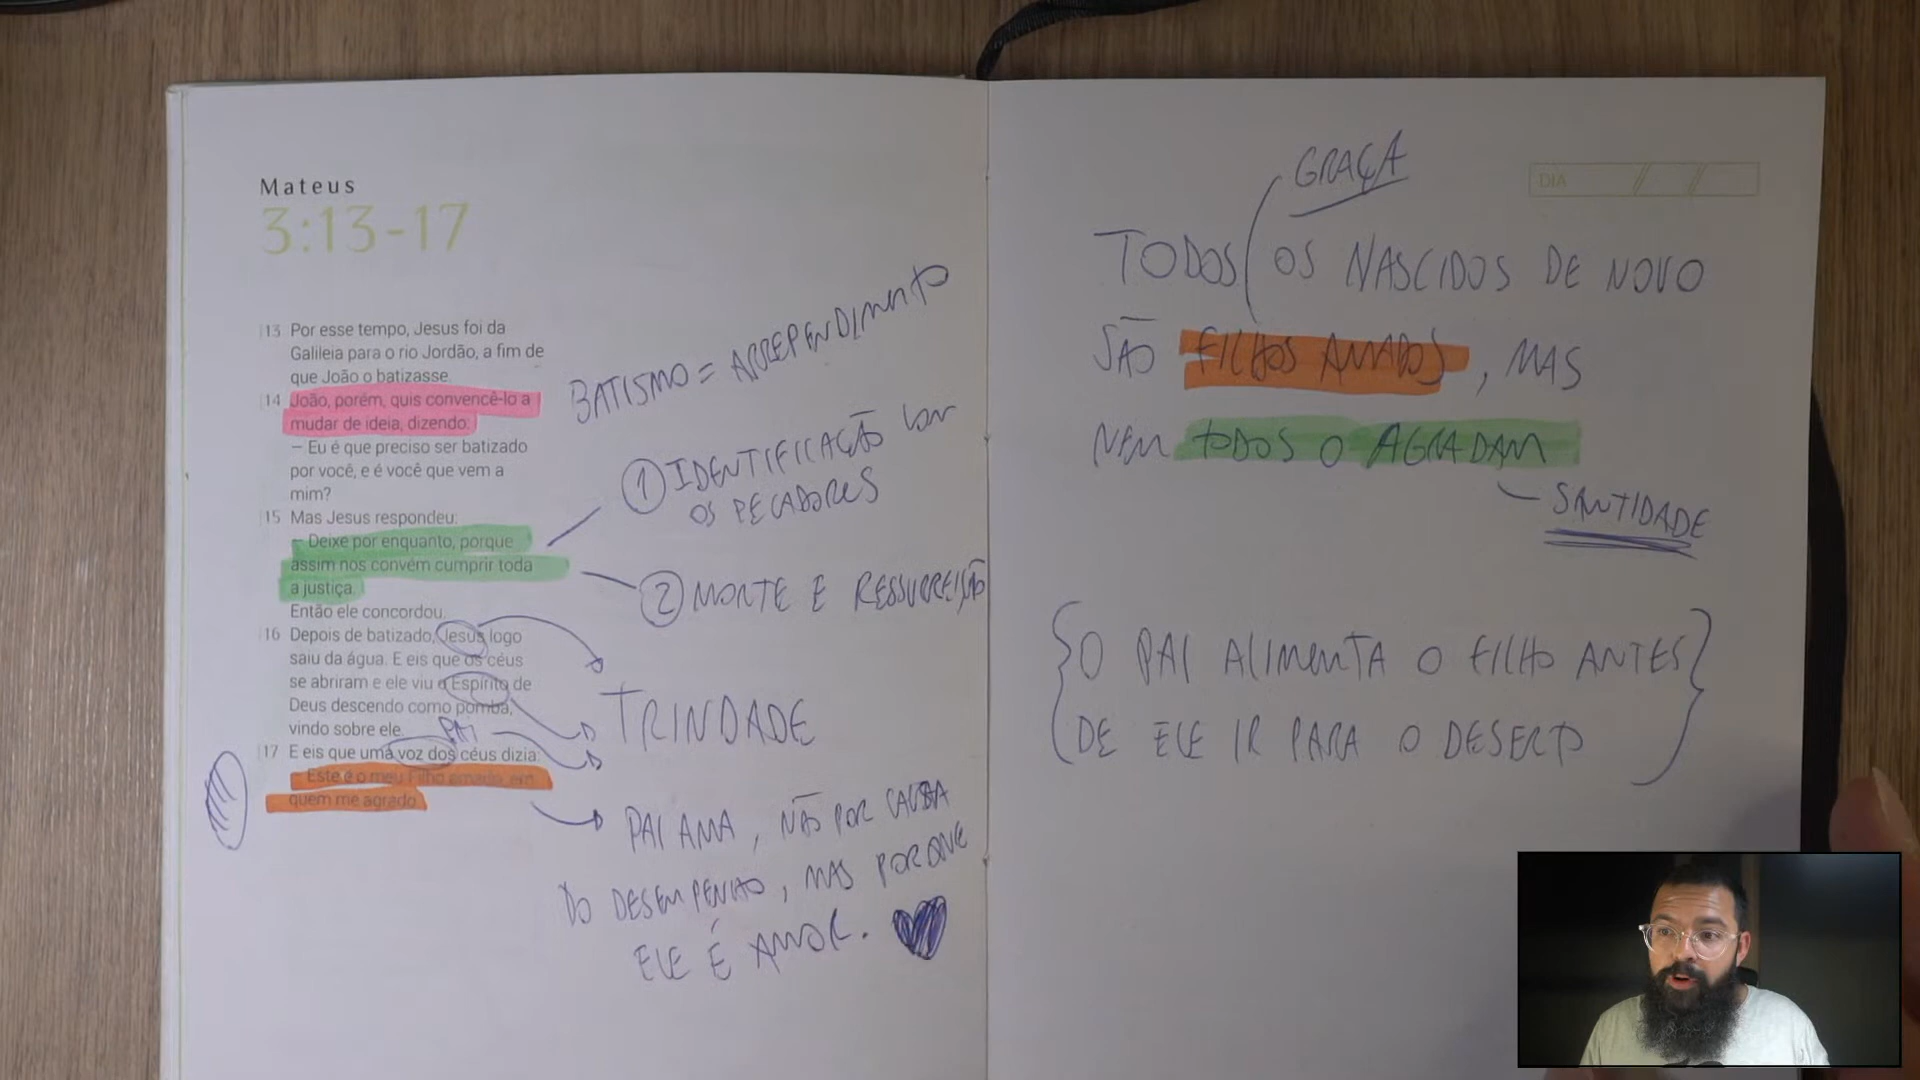 Mateus
3:13-17
13 Por esse tempo, Jesus foi da
Galileia para o rio Jordão, a fim de
que João o batizasse.
14 João, porém, quis convencê-lo a
mudar de ideia, dizendo:
– Eu é que preciso ser batizado
por você, e é você que vem a
mim?
15 Mas Jesus respondeu:
– Deixe por enquanto, porque
assim nos convém cumprir toda
a justiça.
Então ele concordou.
16 Depois de batizado, Jesus logo
saiu da água. E eis que os céus
se abriram e ele viu o Espírito de
Deus descendo como pomba,
vindo sobre ele.
PAI
17 E eis que uma voz dos céus dizia:
– Este é o meu Filho amado, em
quem me agrado.
BATISMO = ARREPENDIMENTO
1 IDENTIFICAÇÃO COM
OS PECADORES
2 MORTE E RESSURREIÇÃO
TRINDADE
PAI AMA, NÃO POR CAUSA
DO DESEMPENHO, MAS PORQUE
ELE É AMOR.
DIA / /
GRAÇA
TODOS OS NASCIDOS DE NOVO
SÃO FILHOS AMADOS, MAS
NEM TODOS O AGRADAM
SANTIDADE
{O PAI ALIMENTA O FILHO ANTES
DE ELE IR PARA O DESERTO}